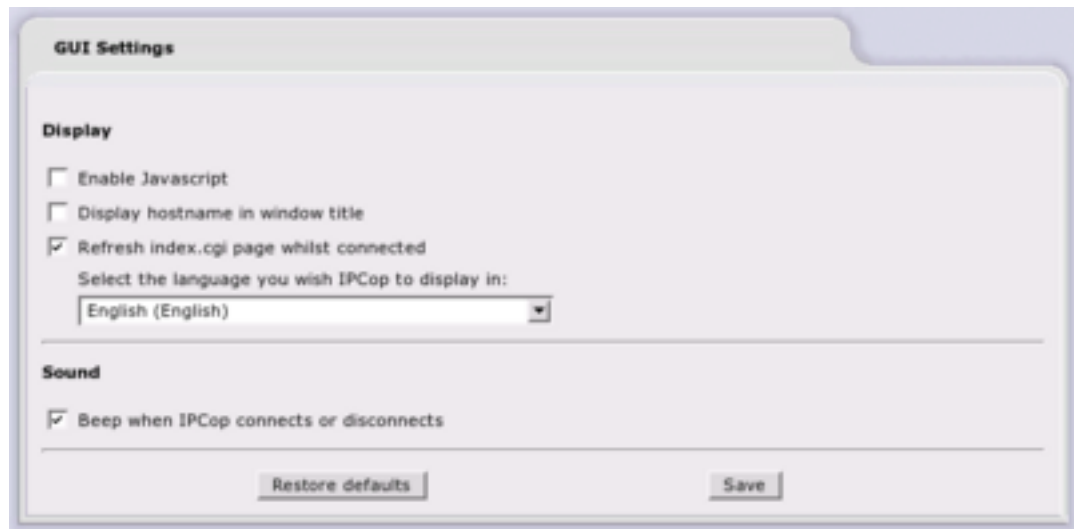 GUI Settings
Display
Enable Javascript
Display hostname in window title
Refresh index.cgi page whilst connected
Select the language you wish IPCop to display in:
English (English)
Sound
Beep when IPCop connects or disconnects
Restore defaults
Save